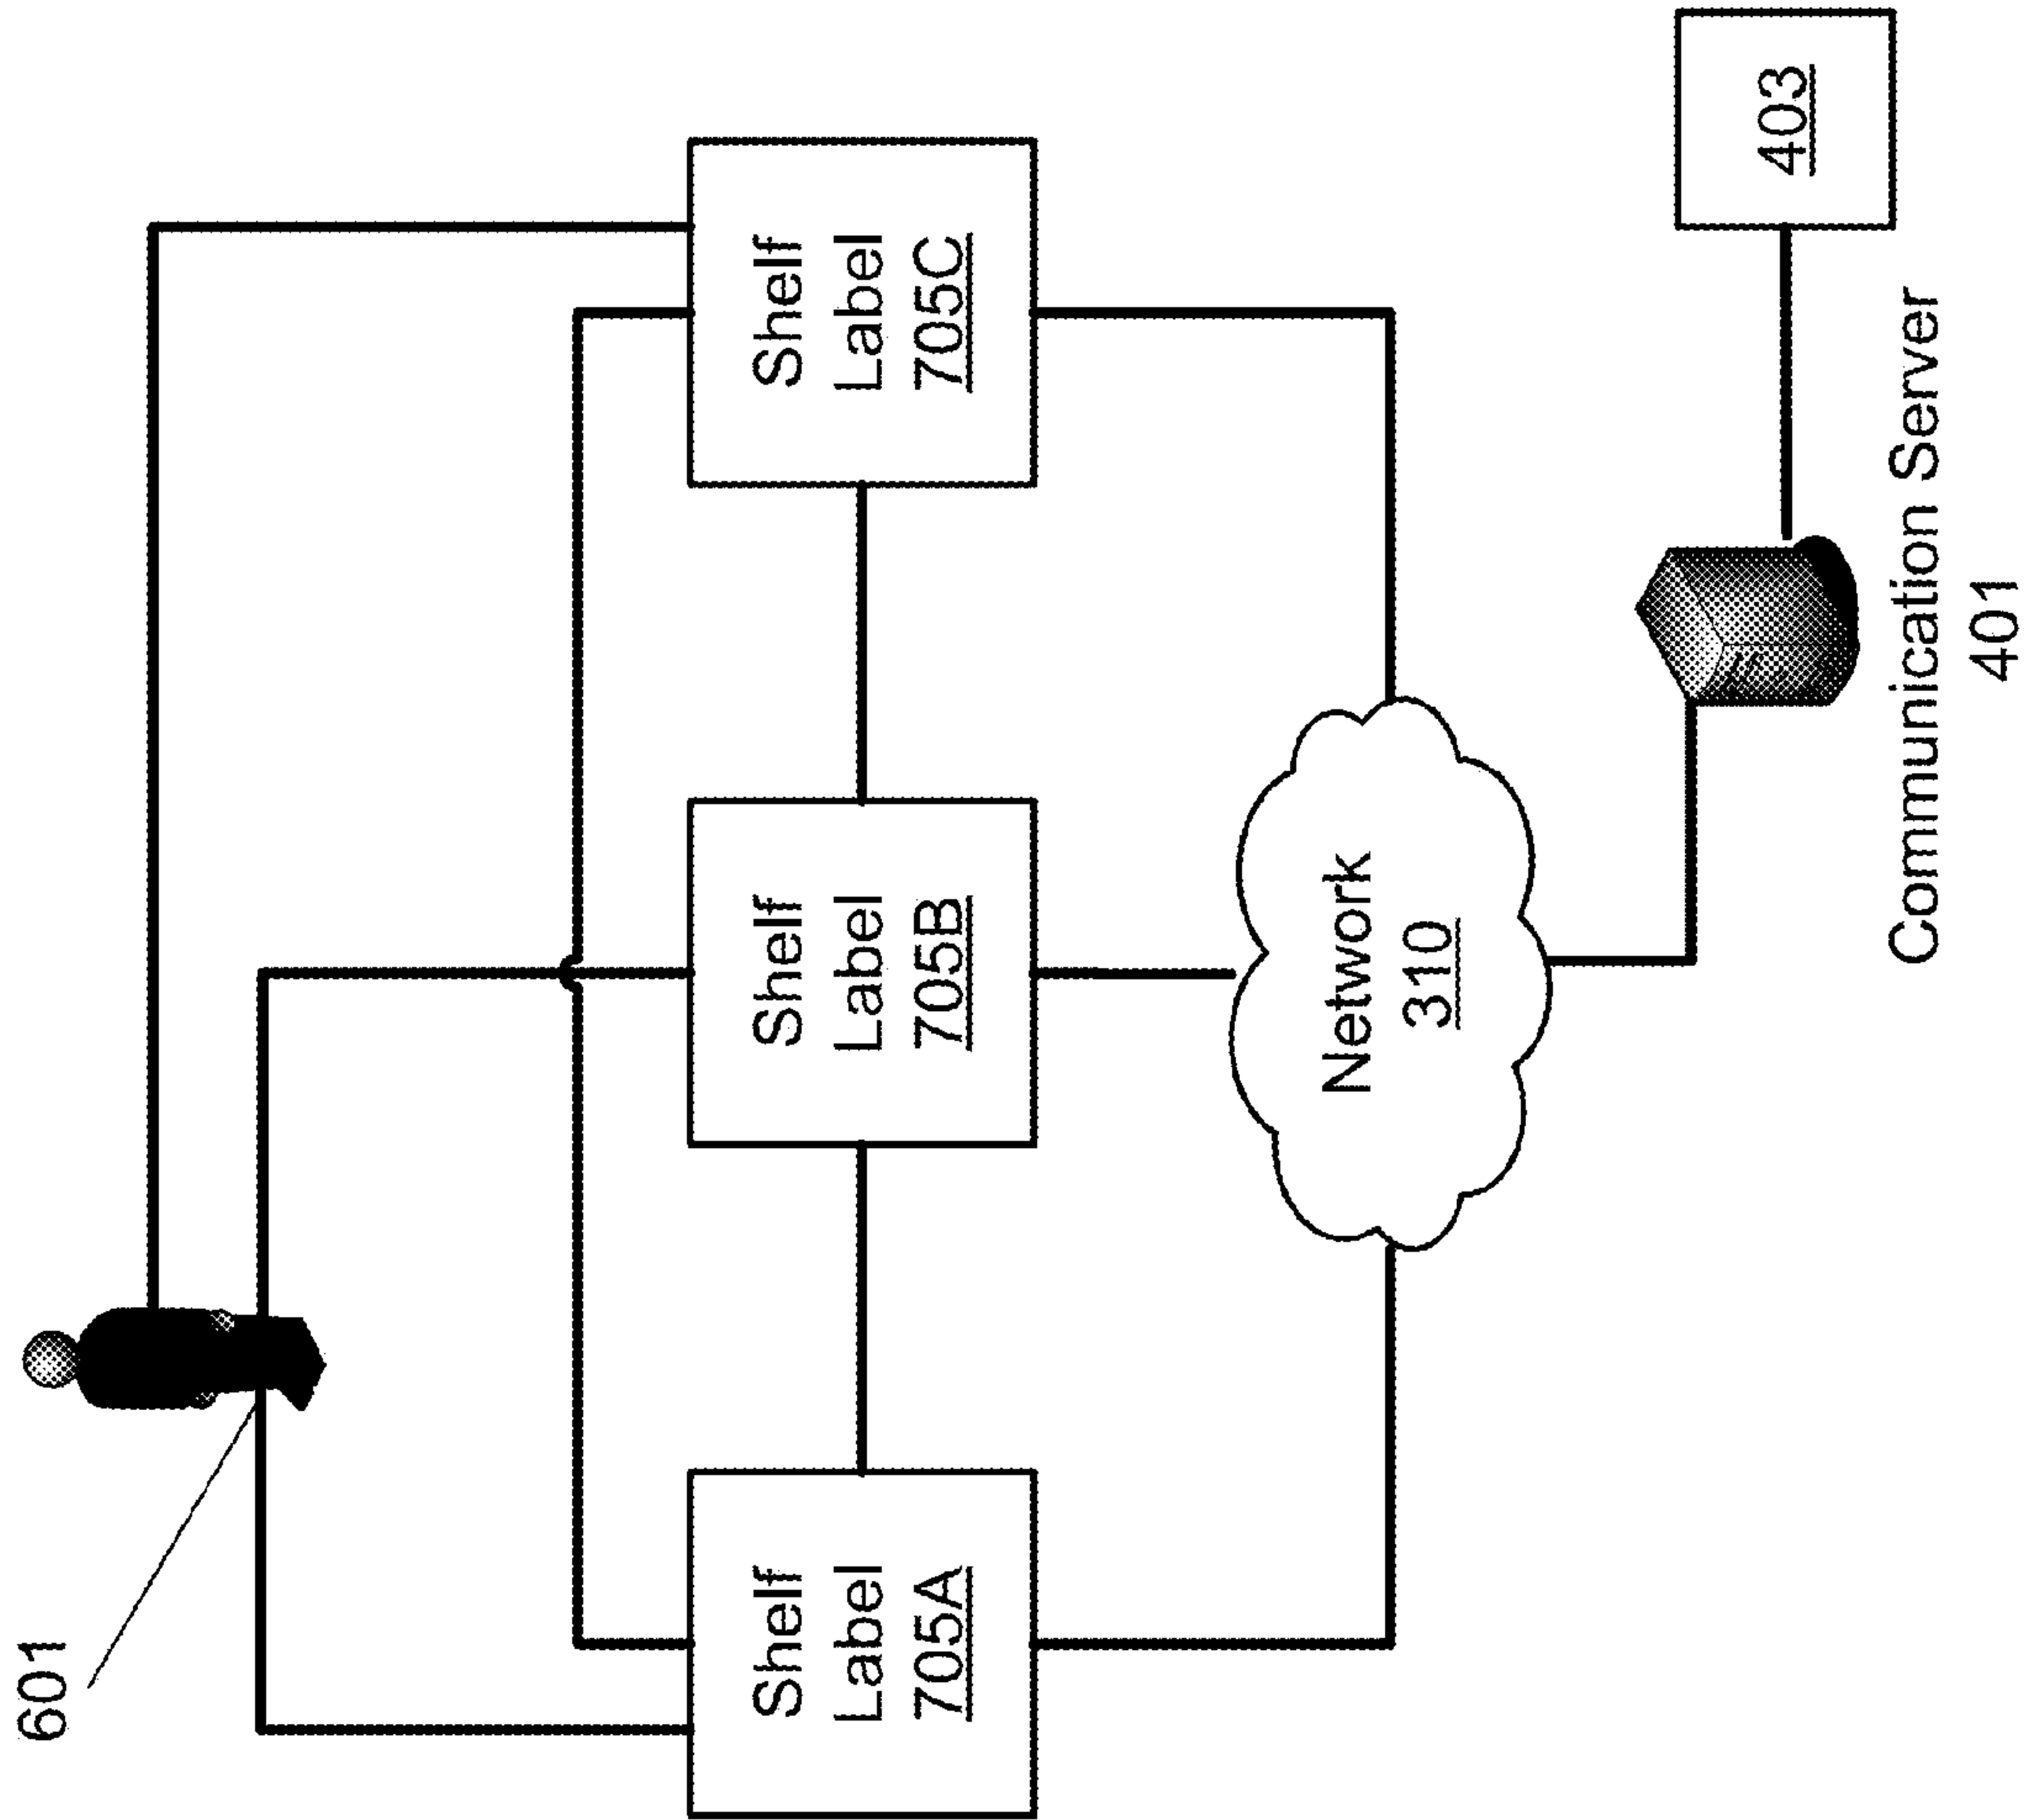 601
Shelf
Label
705A
Shelf
Label
705B
Shelf
Label
705C
Network
310
Communication Server
401
403